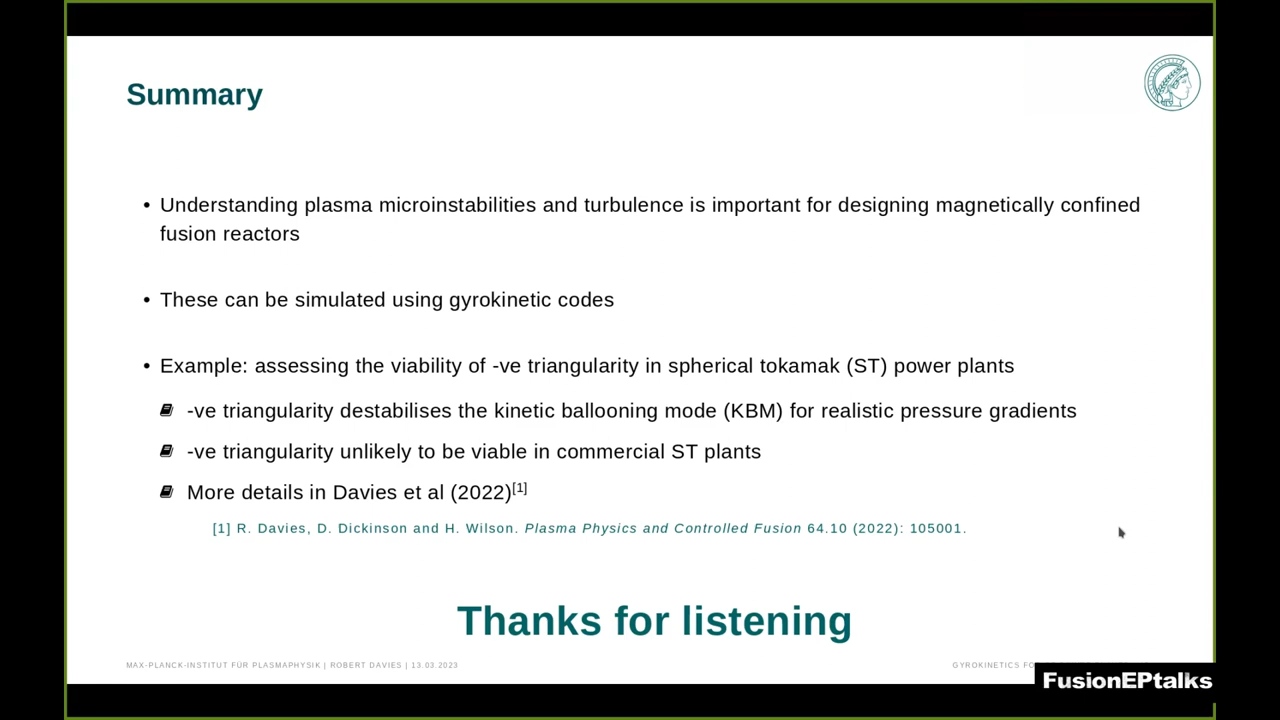 Summary
• Understanding plasma microinstabilities and turbulence is important for designing magnetically confined
fusion reactors
• These can be simulated using gyrokinetic codes
• Example: assessing the viability of -ve triangularity in spherical tokamak (ST) power plants
-ve triangularity destabilises the kinetic ballooning mode (KBM) for realistic pressure gradients
-ve triangularity unlikely to be viable in commercial ST plants
More details in Davies et al (2022)[1]
[1] R. Davies, D. Dickinson and H. Wilson. Plasma Physics and Controlled Fusion 64.10 (2022): 105001.
Thanks for listening
MAX-PLANCK-INSTITUT FÜR PLASMAPHYSIK | ROBERT DAVIES | 13.03.2023
GYROKINETICS
FusionEPtalks